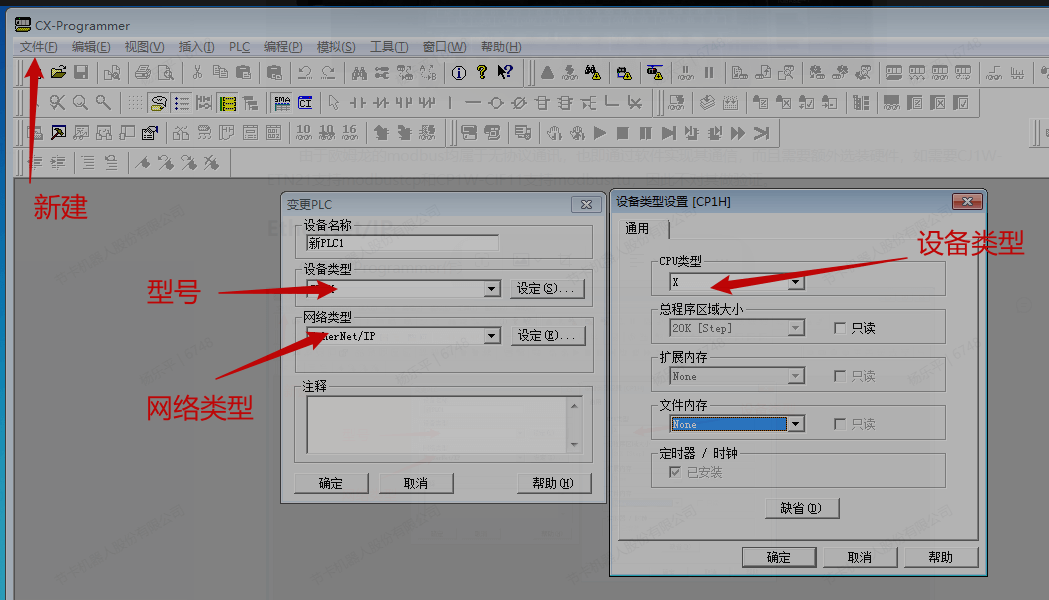 CX-Programmer
文件(F) 编辑(E) 视图(V) 插入(I) PLC 编程(P) 模拟(S) 工具(T) 窗口(W) 帮助(H)
SMA CI
10 10 16
新建
变更PLC
设备名称
新PLC1
设备类型
设定(S)...
型号
网络类型
herNet/IP
设定(E)...
网络类型
注释
确定 取消 帮助(H)
设备类型设置 [CP1H]
通用
设备类型
CPU类型
X
总程序区域大小
20K [Step] 只读
扩展内存
None 只读
文件内存
None 只读
定时器 / 时钟
已安装
缺省(D)
确定 取消 帮助